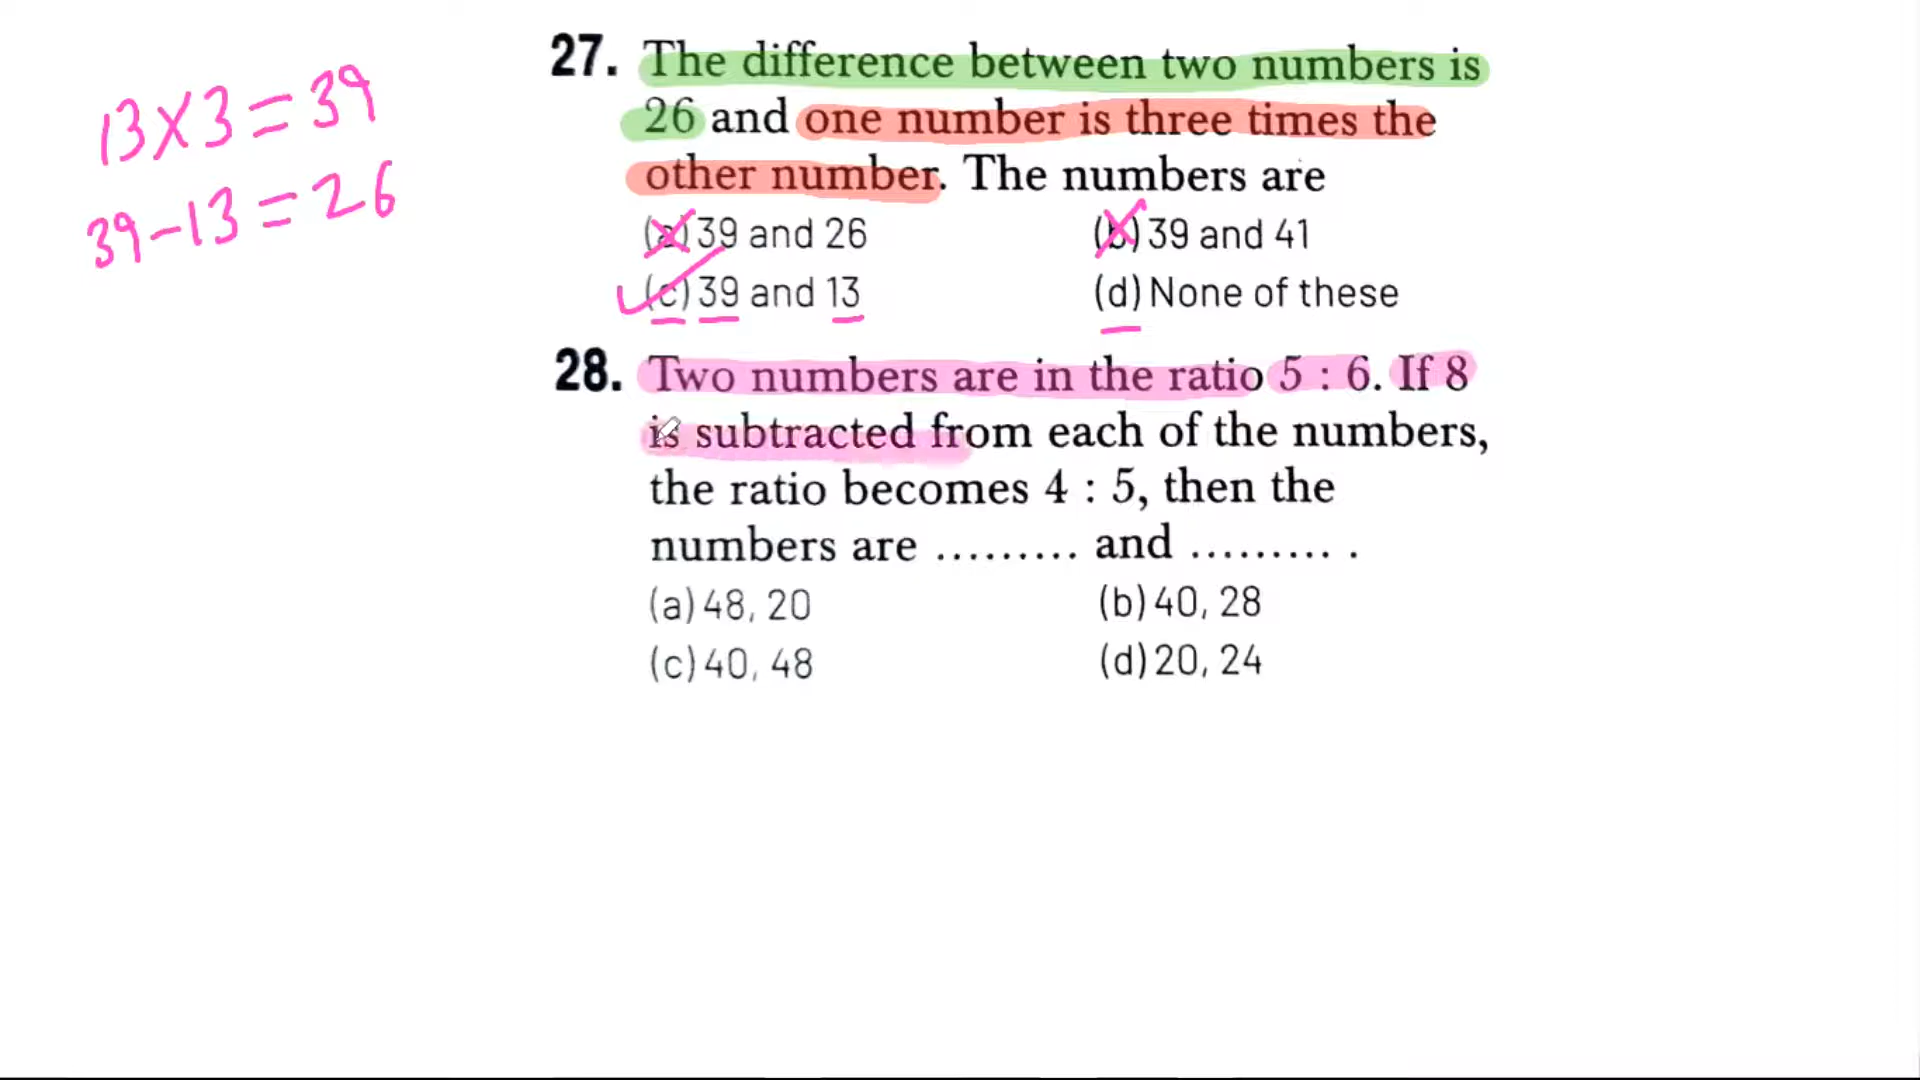 13×3=39
39-13=26
27. The difference between two numbers is
26 and one number is three times the
other number. The numbers are
(a) 39 and 26
(b) 39 and 41
(c) 39 and 13
(d) None of these
28. Two numbers are in the ratio 5 : 6. If 8
is subtracted from each of the numbers,
the ratio becomes 4 : 5, then the
numbers are ......... and ......... .
(a) 48, 20
(b) 40, 28
(c) 40, 48
(d) 20, 24